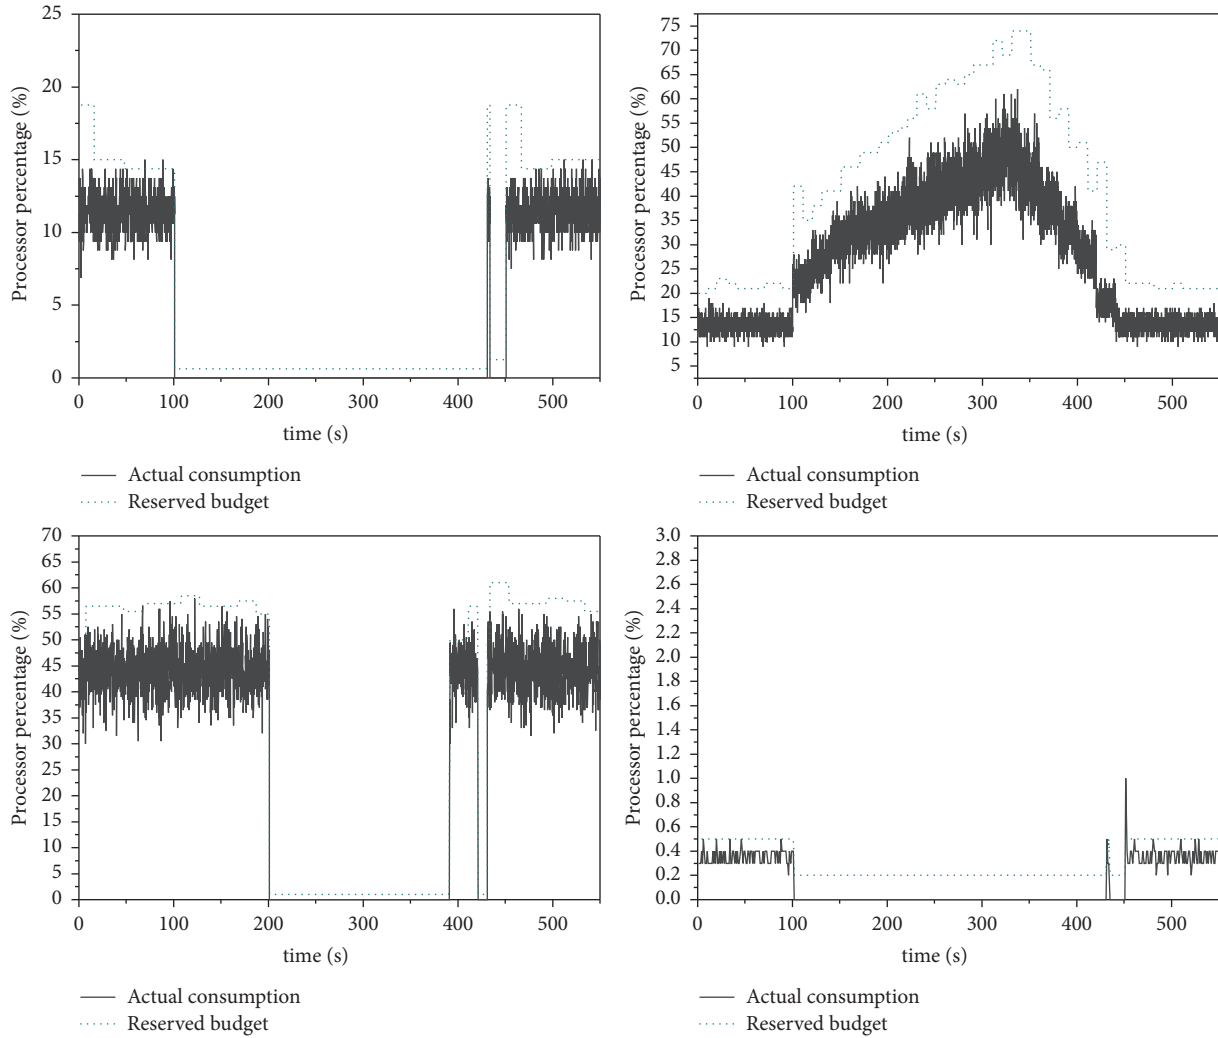 25
20
15
10
5
0
Processor percentage (%)
0 100 200 300 400 500
time (s)
Actual consumption
Reserved budget
75
70
65
60
55
50
45
40
35
30
25
20
15
10
5
Processor percentage (%)
0 100 200 300 400 500
time (s)
Actual consumption
Reserved budget
70
65
60
55
50
45
40
35
30
25
20
15
10
5
0
Processor percentage (%)
0 100 200 300 400 500
time (s)
Actual consumption
Reserved budget
3.0
2.8
2.6
2.4
2.2
2.0
1.8
1.6
1.4
1.2
1.0
0.8
0.6
0.4
0.2
0.0
Processor percentage (%)
0 100 200 300 400 500
time (s)
Actual consumption
Reserved budget